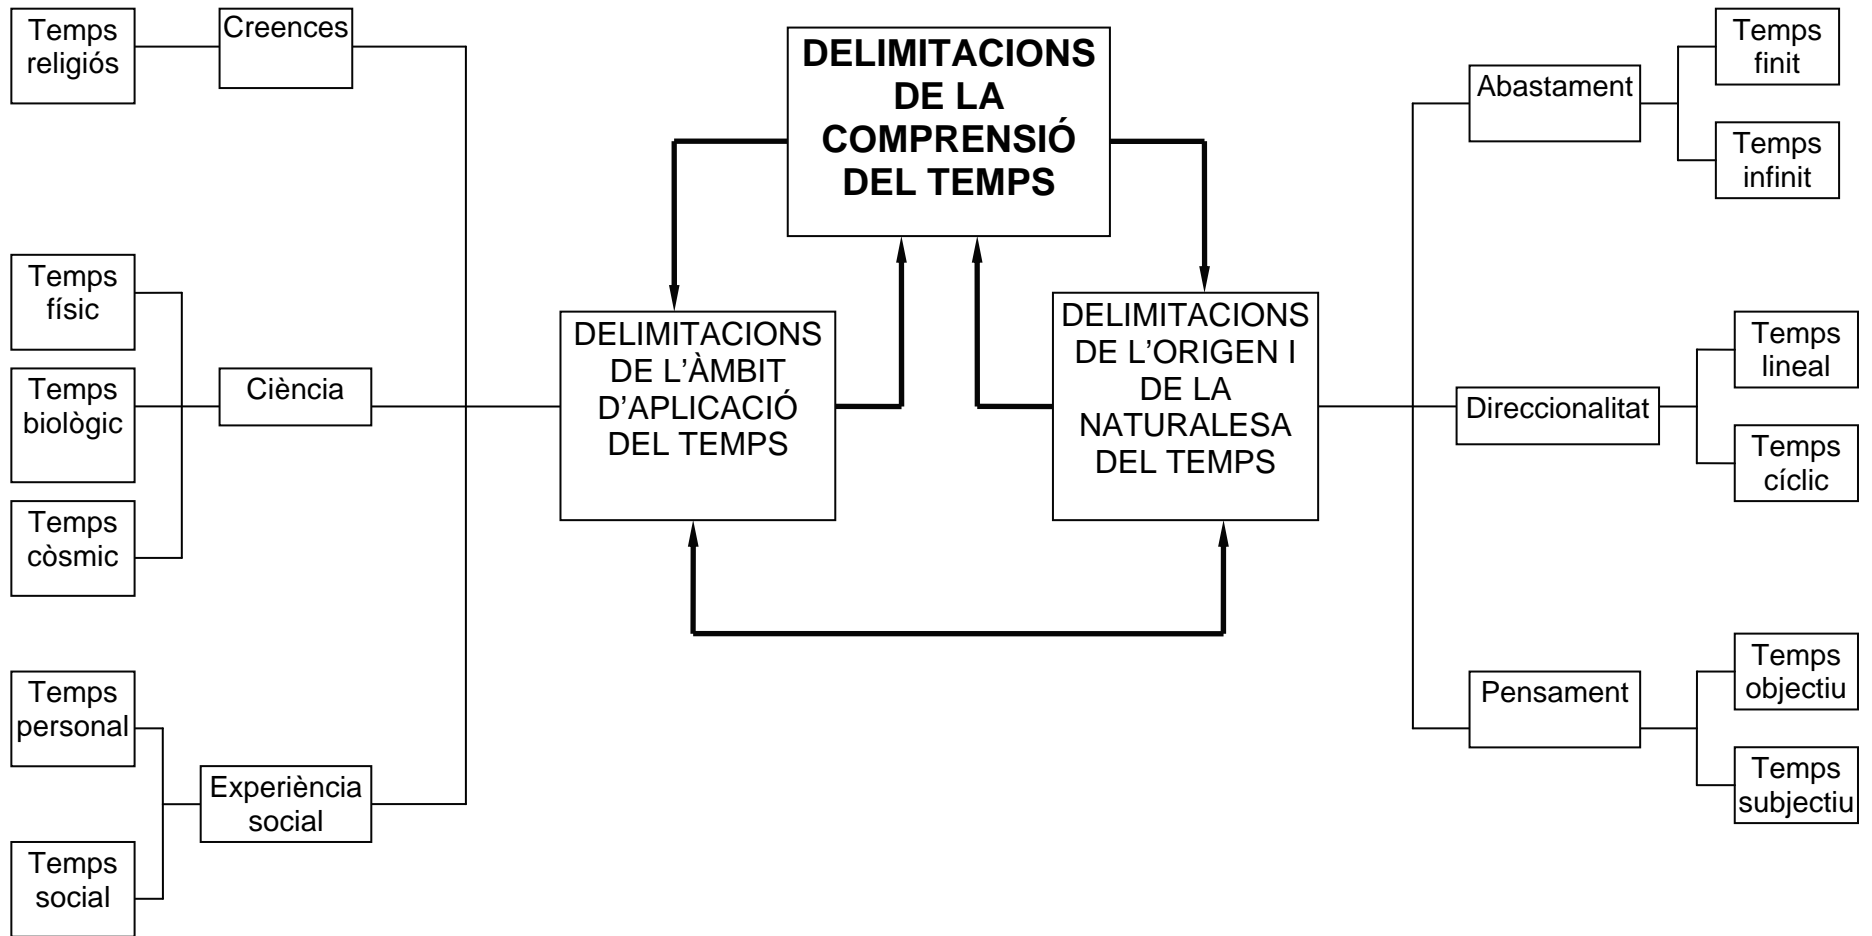 Temps
religiós
Creences
Temps
físic
Temps
biològic
Temps
còsmic
Ciència
Temps
personal
Temps
social
Experiència
social
DELIMITACIONS
DE LA
COMPRENSIÓ
DEL TEMPS
DELIMITACIONS
DE L’ÀMBIT
D’APLICACIÓ
DEL TEMPS
DELIMITACIONS
DE L’ORIGEN I
DE LA
NATURALESA
DEL TEMPS
Abastament
Temps
finit
Temps
infinit
Direccionalitat
Temps
lineal
Temps
cíclic
Pensament
Temps
objectiu
Temps
subjectiu